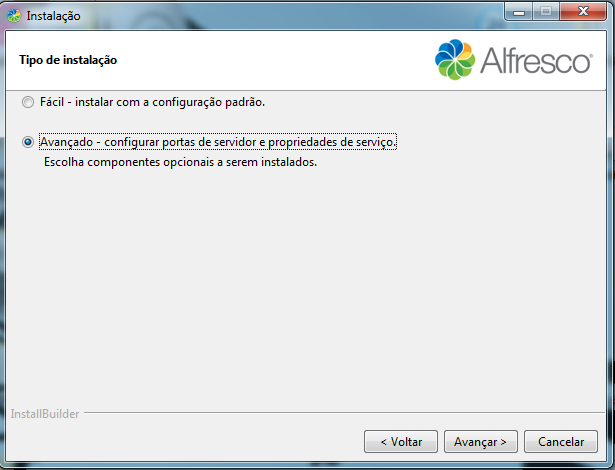 Instalação
Tipo de instalação
Alfresco®
Fácil - instalar com a configuração padrão.
Avançado - configurar portas de servidor e propriedades de serviço.
Escolha componentes opcionais a serem instalados.
InstallBuilder
< Voltar
Avançar >
Cancelar